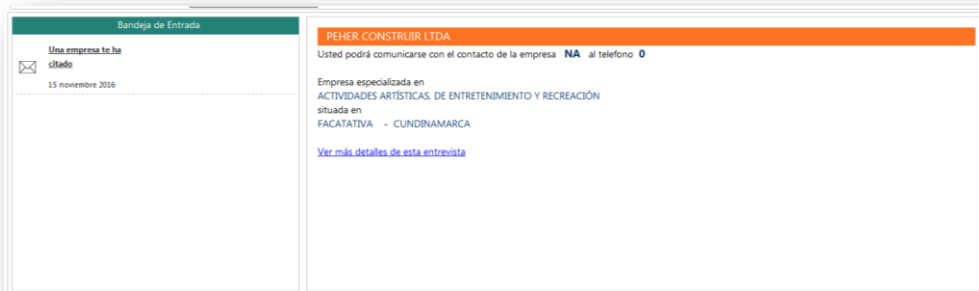 Bandeja de Entrada
Una empresa te ha
citado
15 noviembre 2016
PEHER CONSTRUIR LTDA
Usted podrá comunicarse con el contacto de la empresa NA al telefono 0
Empresa especializada en
ACTIVIDADES ARTÍSTICAS, DE ENTRETENIMIENTO Y RECREACIÓN
situada en
FACATATIVA - CUNDINAMARCA
Ver más detalles de esta entrevista